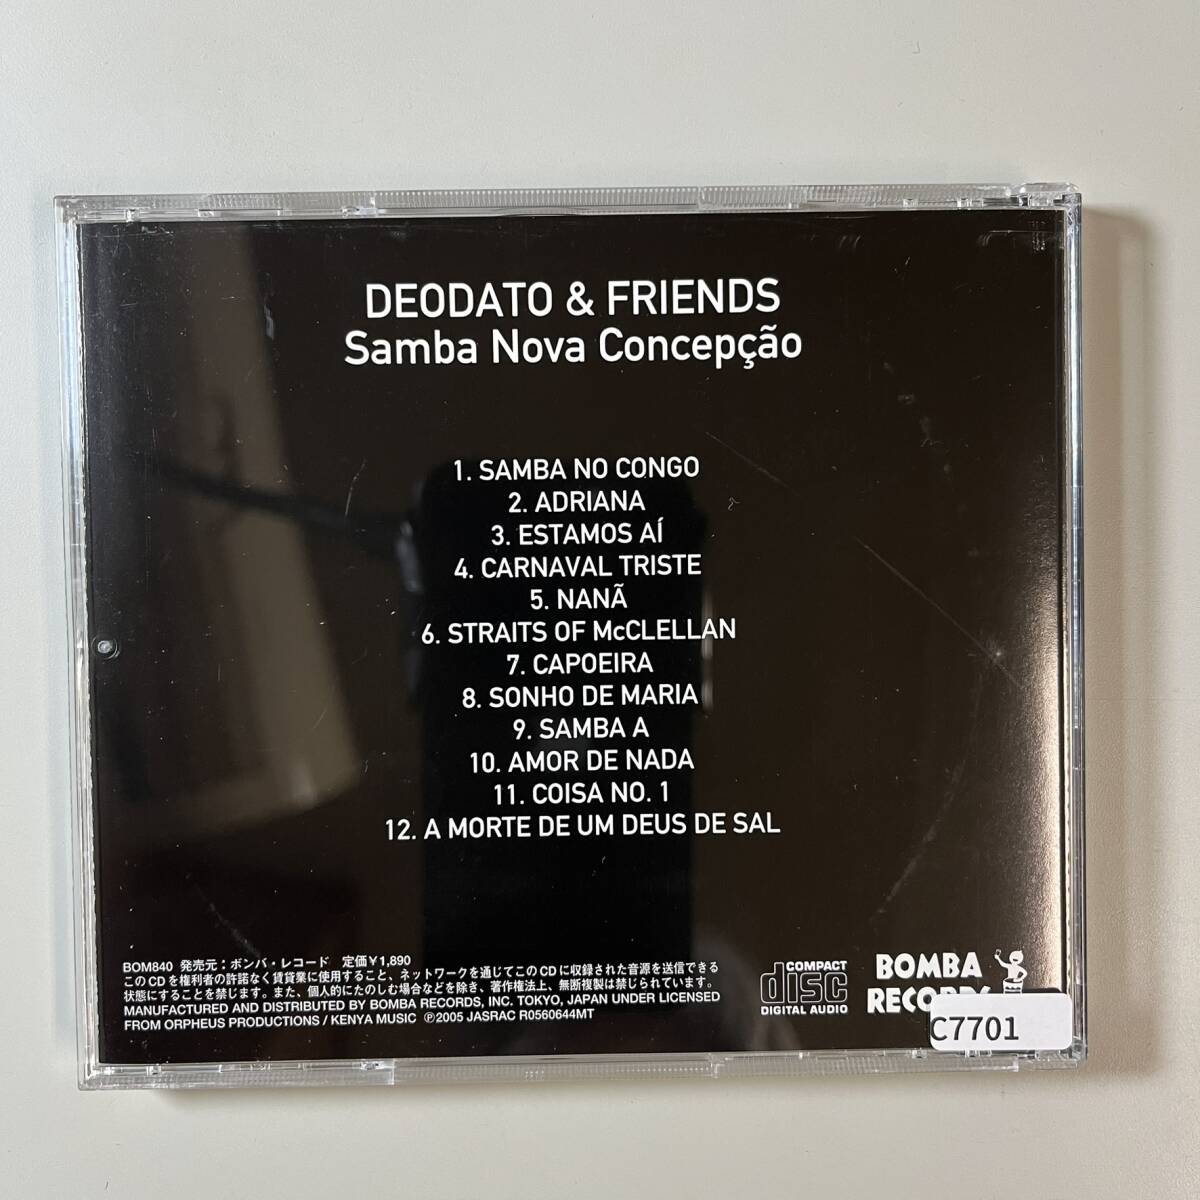 DEODATO & FRIENDS
Samba Nova Concepção
1. SAMBA NO CONGO
2. ADRIANA
3. ESTAMOS AÍ
4. CARNAVAL TRISTE
5. NANÃ
6. STRAITS OF McCLELLAN
7. CAPOEIRA
8. SONHO DE MARIA
9. SAMBA A
10. AMOR DE NADA
11. COISA NO. 1
12. A MORTE DE UM DEUS DE SAL
BOM840 発売元：ボンバ・レコード 定価¥1,890
このCDを権利者の許諾なく賃貸業に使用すること、ネットワークを通じてこのCDに収録された音源を送信できる
状態にすることを禁じます。また、個人的にたのしむ場合などを除き、著作権法上、無断複製は禁じられています。
MANUFACTURED AND DISTRIBUTED BY BOMBA RECORDS, INC. TOKYO, JAPAN UNDER LICENSED
FROM ORPHEUS PRODUCTIONS / KENYA MUSIC ℗2005 JASRAC R0560644MT
COMPACT
disc
DIGITAL AUDIO
BOMBA
RECORDS
C7701